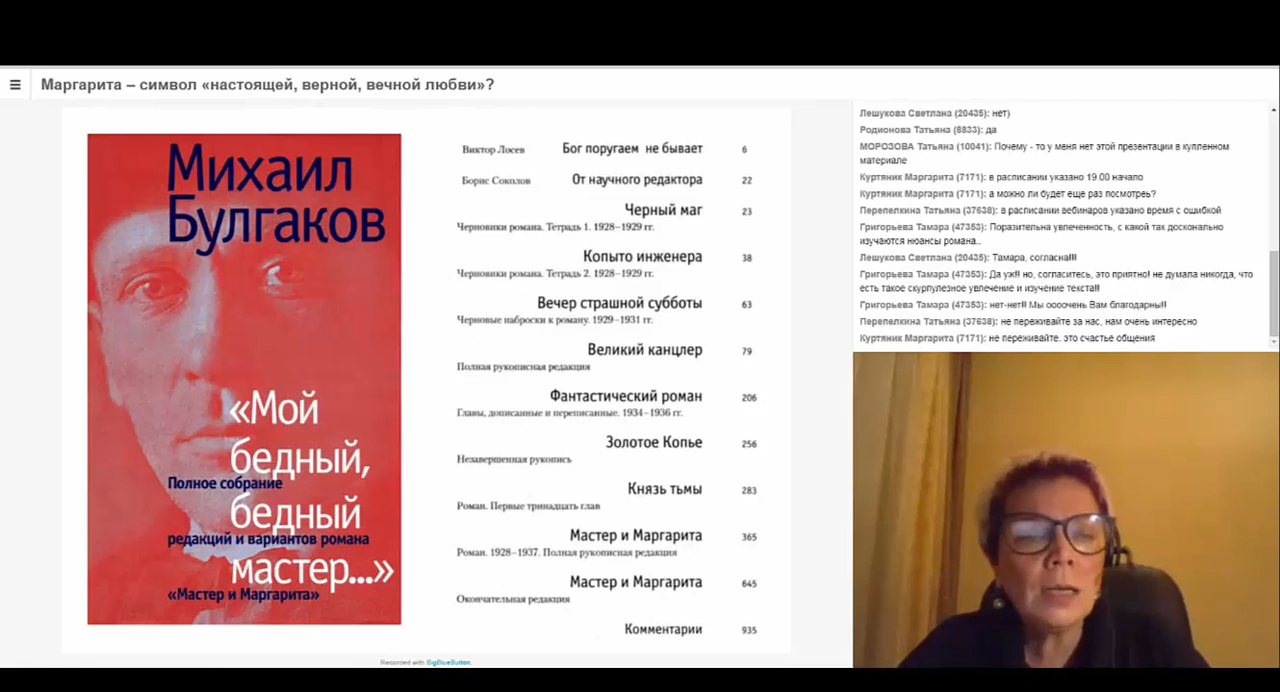 Маргарита – символ «настоящей, верной, вечной любви»?
Михаил
Булгаков
«Мой
бедный,
Полное собрание
бедный
редакций и вариантов романа
мастер...»
«Мастер и Маргарита»
Виктор Лосев Бог поругаем не бывает 6
Борис Соколов От научного редактора 22
Черный маг 23
Черновики романа. Тетрадь 1. 1928–1929 гг.
Копыто инженера 38
Черновики романа. Тетрадь 2. 1928–1929 гг.
Вечер страшной субботы 63
Черновые наброски к роману. 1929–1931 гг.
Великий канцлер 79
Полная рукописная редакция
Фантастический роман 206
Главы, дописанные и переписанные. 1934–1936 гг.
Золотое Копье 256
Незавершенная рукопись
Князь тьмы 283
Роман. Первые тринадцать глав
Мастер и Маргарита 365
Роман. 1928–1937. Полная рукописная редакция
Мастер и Маргарита 645
Окончательная редакция
Комментарии 935
Recorded with BigBlueButton.
Лешукова Светлана (20435): нет)
Родионова Татьяна (8833): да
МОРОЗОВА Татьяна (10041): Почему - то у меня нет этой презентации в купленном
материале
Куртяник Маргарита (7171): в расписании указано 19.00 начало
Куртяник Маргарита (7171): а можно ли будет еще раз посмотреь?
Перепелкина Татьяна (37638): в расписании вебинаров указано время с ошибкой
Григорьева Тамара (47353): Поразительна увлеченность, с какой так досконально
изучаются нюансы романа..
Лешукова Светлана (20435): Тамара, согласна!!!
Григорьева Тамара (47353): Да уж!! но, согласитесь, это приятно! не думала никогда, что
есть такое скурпулезное увлечение и изучение текста!!!
Григорьева Тамара (47353): нет-нет!! Мы оооочень Вам благодарны!!
Перепелкина Татьяна (37638): не переживайте за нас, нам очень интересно
Куртяник Маргарита (7171): не переживайте. это счастье общения